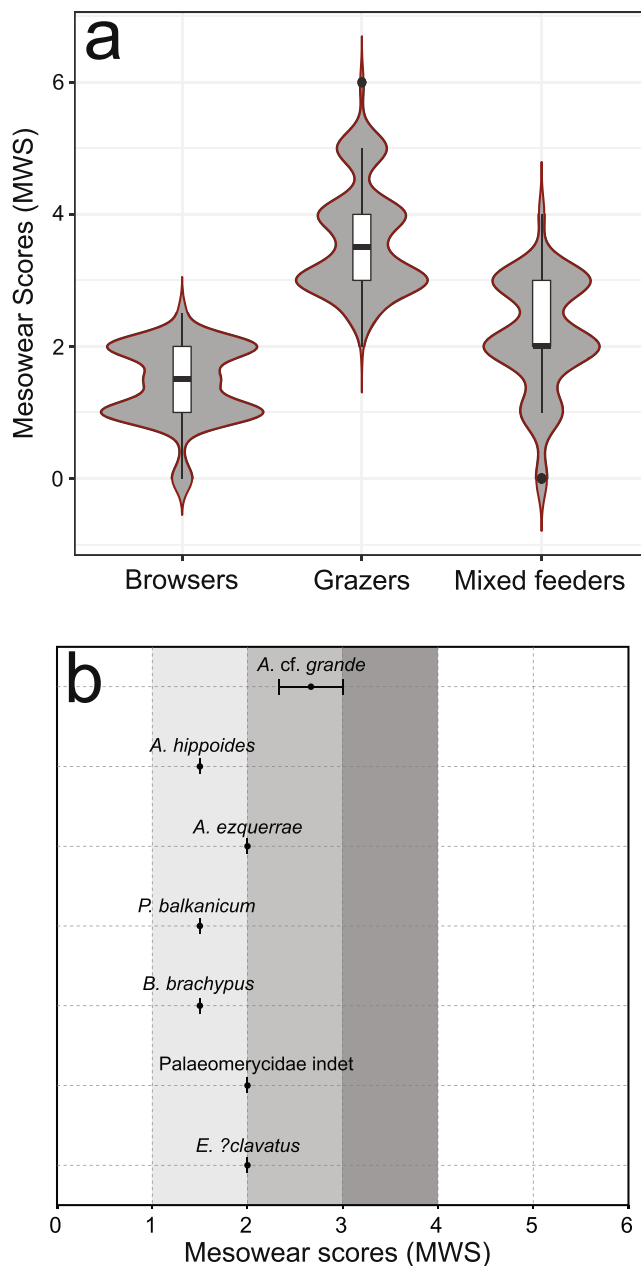 a
Mesowear Scores (MWS)
6
4
2
0
Browsers
Grazers
Mixed feeders
b
A. cf. grande
A. hippoides
A. ezquerrae
P. balkanicum
B. brachypus
Palaeomerycidae indet
E. ?clavatus
0 1 2 3 4 5 6
Mesowear scores (MWS)